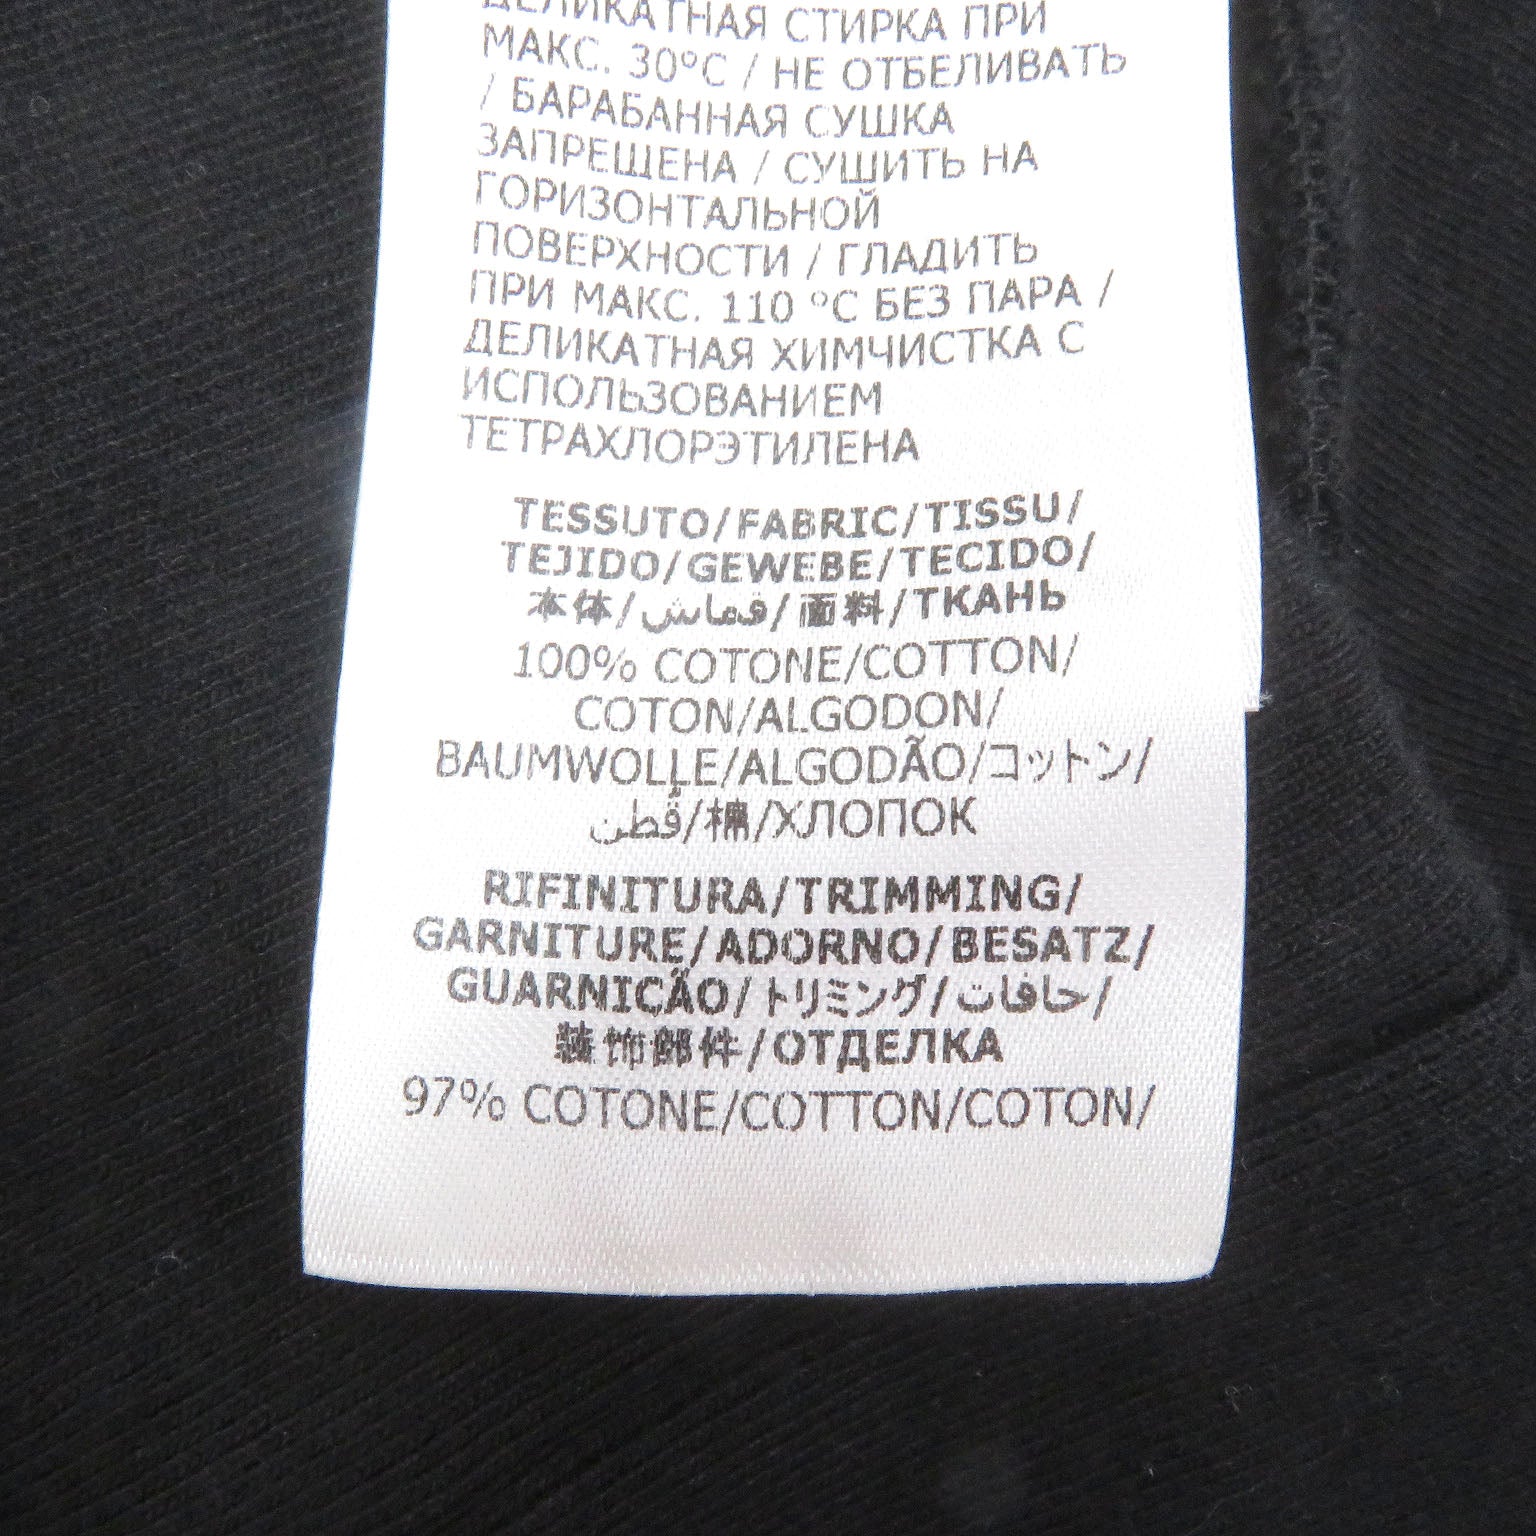 ДЕЛИКАТНАЯ СТИРКА ПРИ
МАКС. 30°C / НЕ ОТБЕЛИВАТЬ
/ БАРАБАННАЯ СУШКА
ЗАПРЕЩЕНА / СУШИТЬ НА
ГОРИЗОНТАЛЬНОЙ
ПОВЕРХНОСТИ / ГЛАДИТЬ
ПРИ МАКС. 110 °C БЕЗ ПАРА /
ДЕЛИКАТНАЯ ХИМЧИСТКА С
ИСПОЛЬЗОВАНИЕМ
ТЕТРАХЛОРЭТИЛЕНА
TESSUTO/FABRIC/TISSU/
TEJIDO/GEWEBE/TECIDO/
本体/قماش/面料/ТКАНЬ
100% COTONE/COTTON/
COTON/ALGODON/
BAUMWOLLE/ALGODÃO/コットン/
قُطن/棉/ХЛОПОК
RIFINITURA/TRIMMING/
GARNITURE/ADORNO/BESATZ/
GUARNICÃO/トリミング/حافات/
装饰部件/ОТДЕЛКА
97% COTONE/COTTON/COTON/